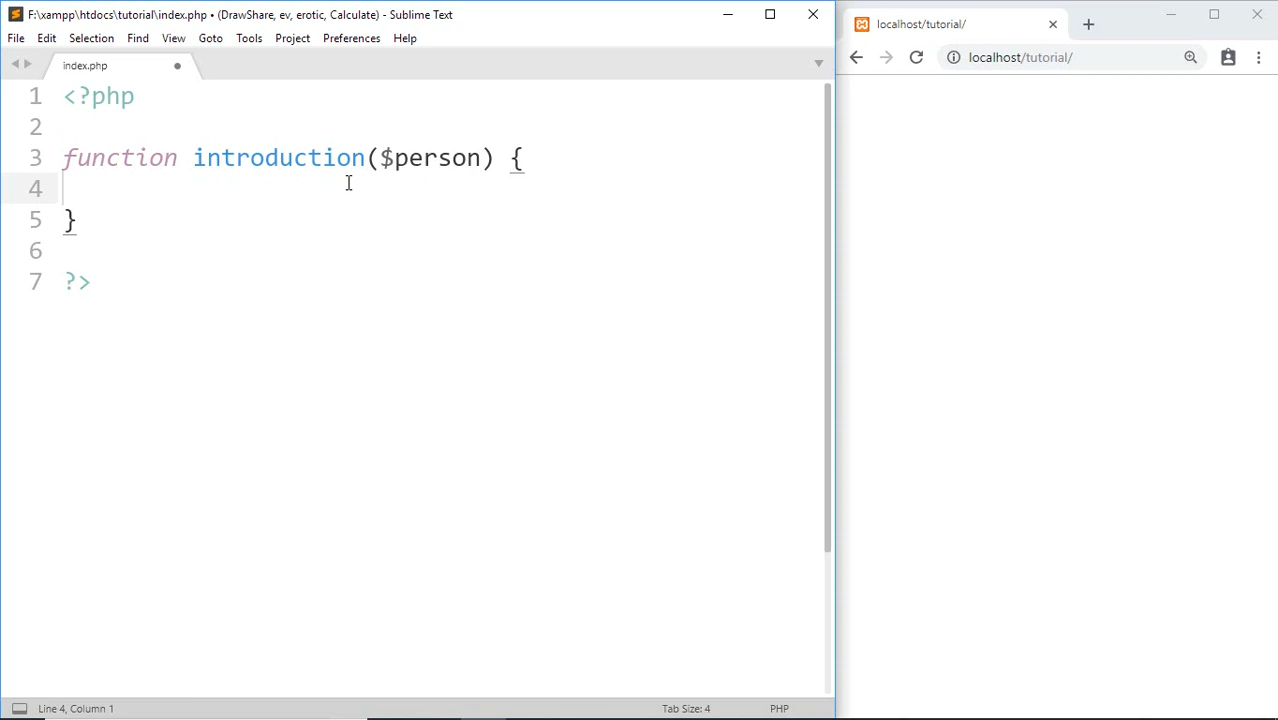 F:\xampp\htdocs\tutorial\index.php • (DrawShare, ev, erotic, Calculate) - Sublime Text
File Edit Selection Find View Goto Tools Project Preferences Help
index.php
1 <?php
2
3 function introduction($person) {
4
5 }
6
7 ?>
Line 4, Column 1
Tab Size: 4
PHP
localhost/tutorial/
localhost/tutorial/